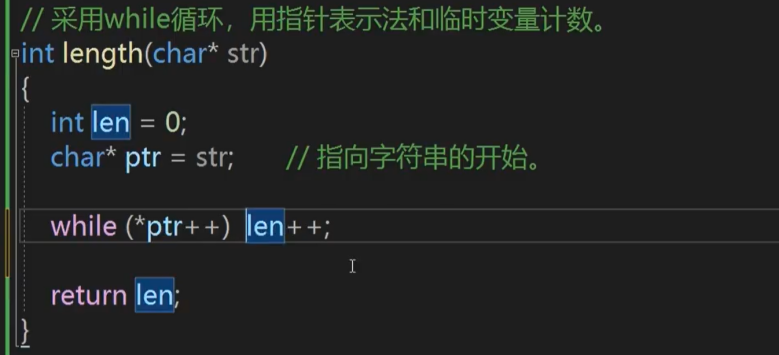 // 采用while循环，用指针表示法和临时变量计数。
int length(char* str)
{
int len = 0;
char* ptr = str; // 指向字符串的开始。
while (*ptr++) len++;
return len;
}